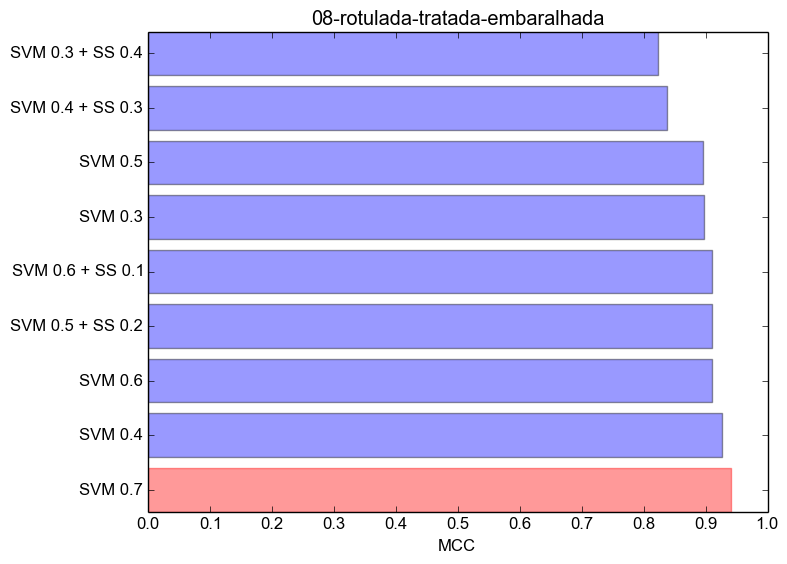 08-rotulada-tratada-embaralhada
SVM 0.3 + SS 0.4
SVM 0.4 + SS 0.3
SVM 0.5
SVM 0.3
SVM 0.6 + SS 0.1
SVM 0.5 + SS 0.2
SVM 0.6
SVM 0.4
SVM 0.7
0.0 0.1 0.2 0.3 0.4 0.5 0.6 0.7 0.8 0.9 1.0
MCC